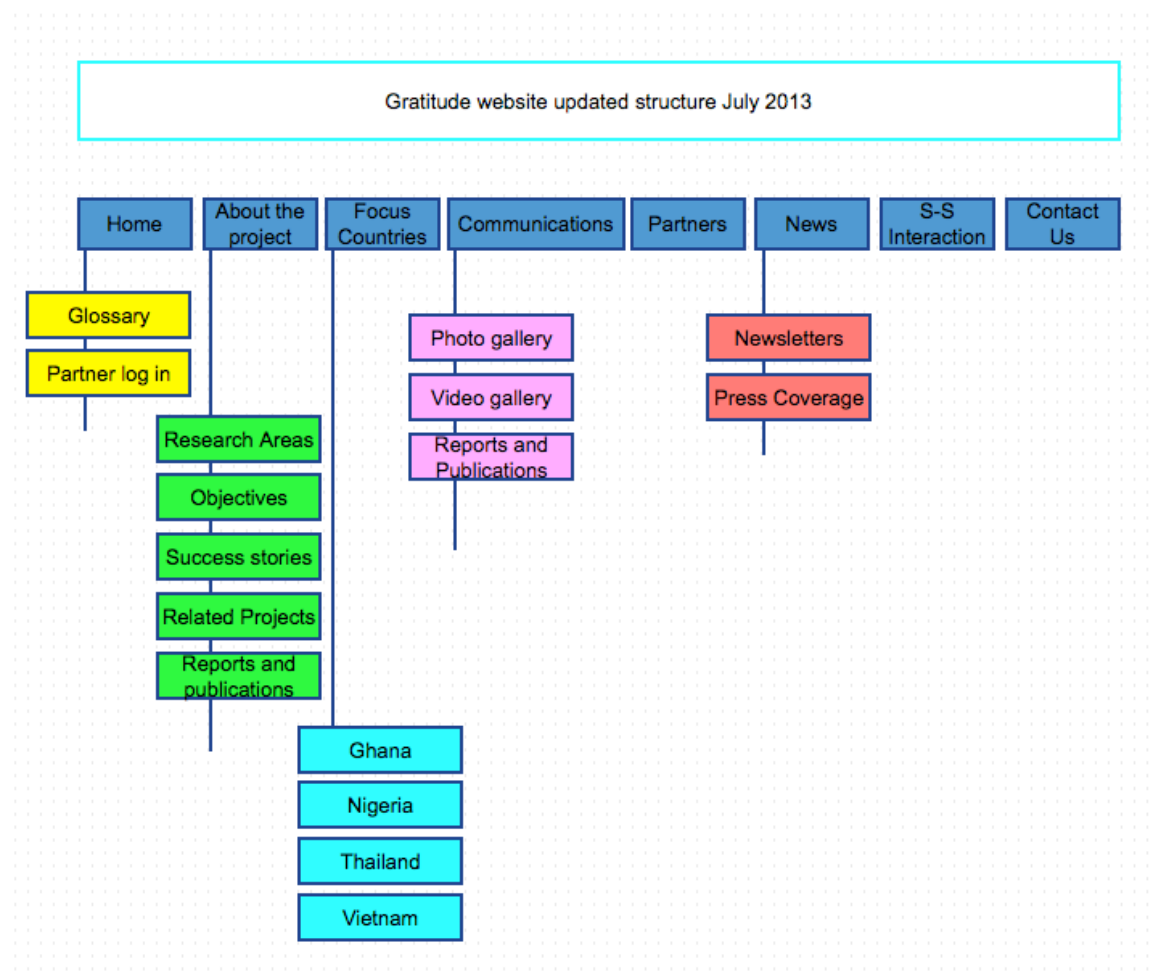 Gratitude website updated structure July 2013
Home
About the
project
Focus
Countries
Communications
Partners
News
S-S
Interaction
Contact
Us
Glossary
Partner log in
Research Areas
Objectives
Success stories
Related Projects
Reports and
publications
Ghana
Nigeria
Thailand
Vietnam
Photo gallery
Video gallery
Reports and
Publications
Newsletters
Press Coverage